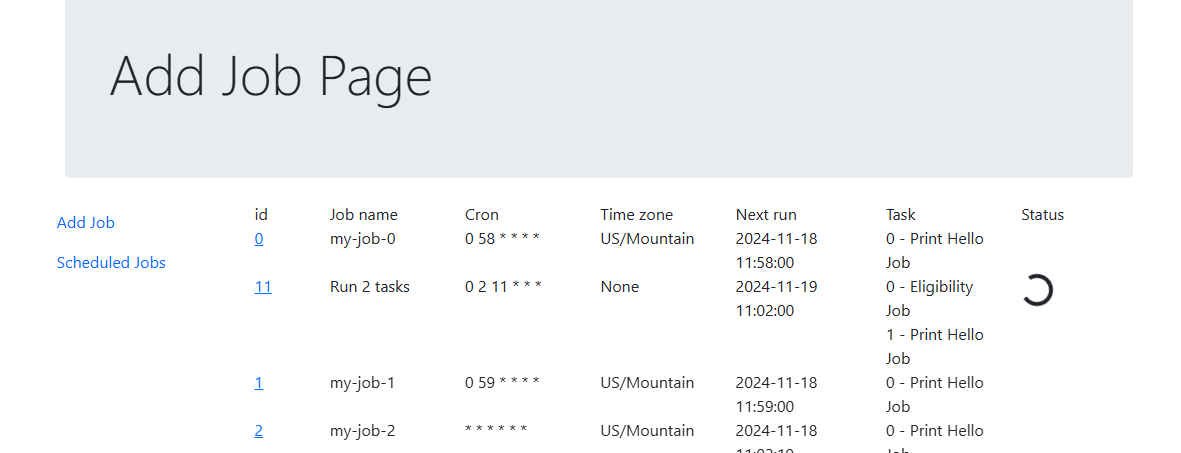 Add Job Page
Add Job
Scheduled Jobs
id Job name Cron Time zone Next run Task Status
0 my-job-0 0 58 * * * * US/Mountain 2024-11-18 0 - Print Hello
11:58:00 Job
11 Run 2 tasks 0 2 11 * * * None 2024-11-19 0 - Eligibility
11:02:00 Job
1 - Print Hello
Job
1 my-job-1 0 59 * * * * US/Mountain 2024-11-18 0 - Print Hello
11:59:00 Job
2 my-job-2 * * * * * * US/Mountain 2024-11-18 0 - Print Hello